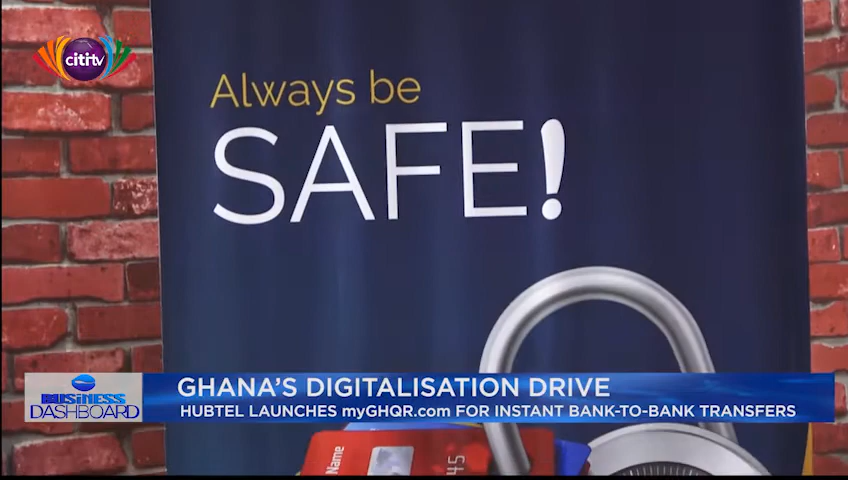 citi tv
Always be
SAFE!
GHANA'S DIGITALISATION DRIVE
BUSINESS
DASHBOARD
HUBTEL LAUNCHES myGHQR.com FOR INSTANT BANK-TO-BANK TRANSFERS
Name
45